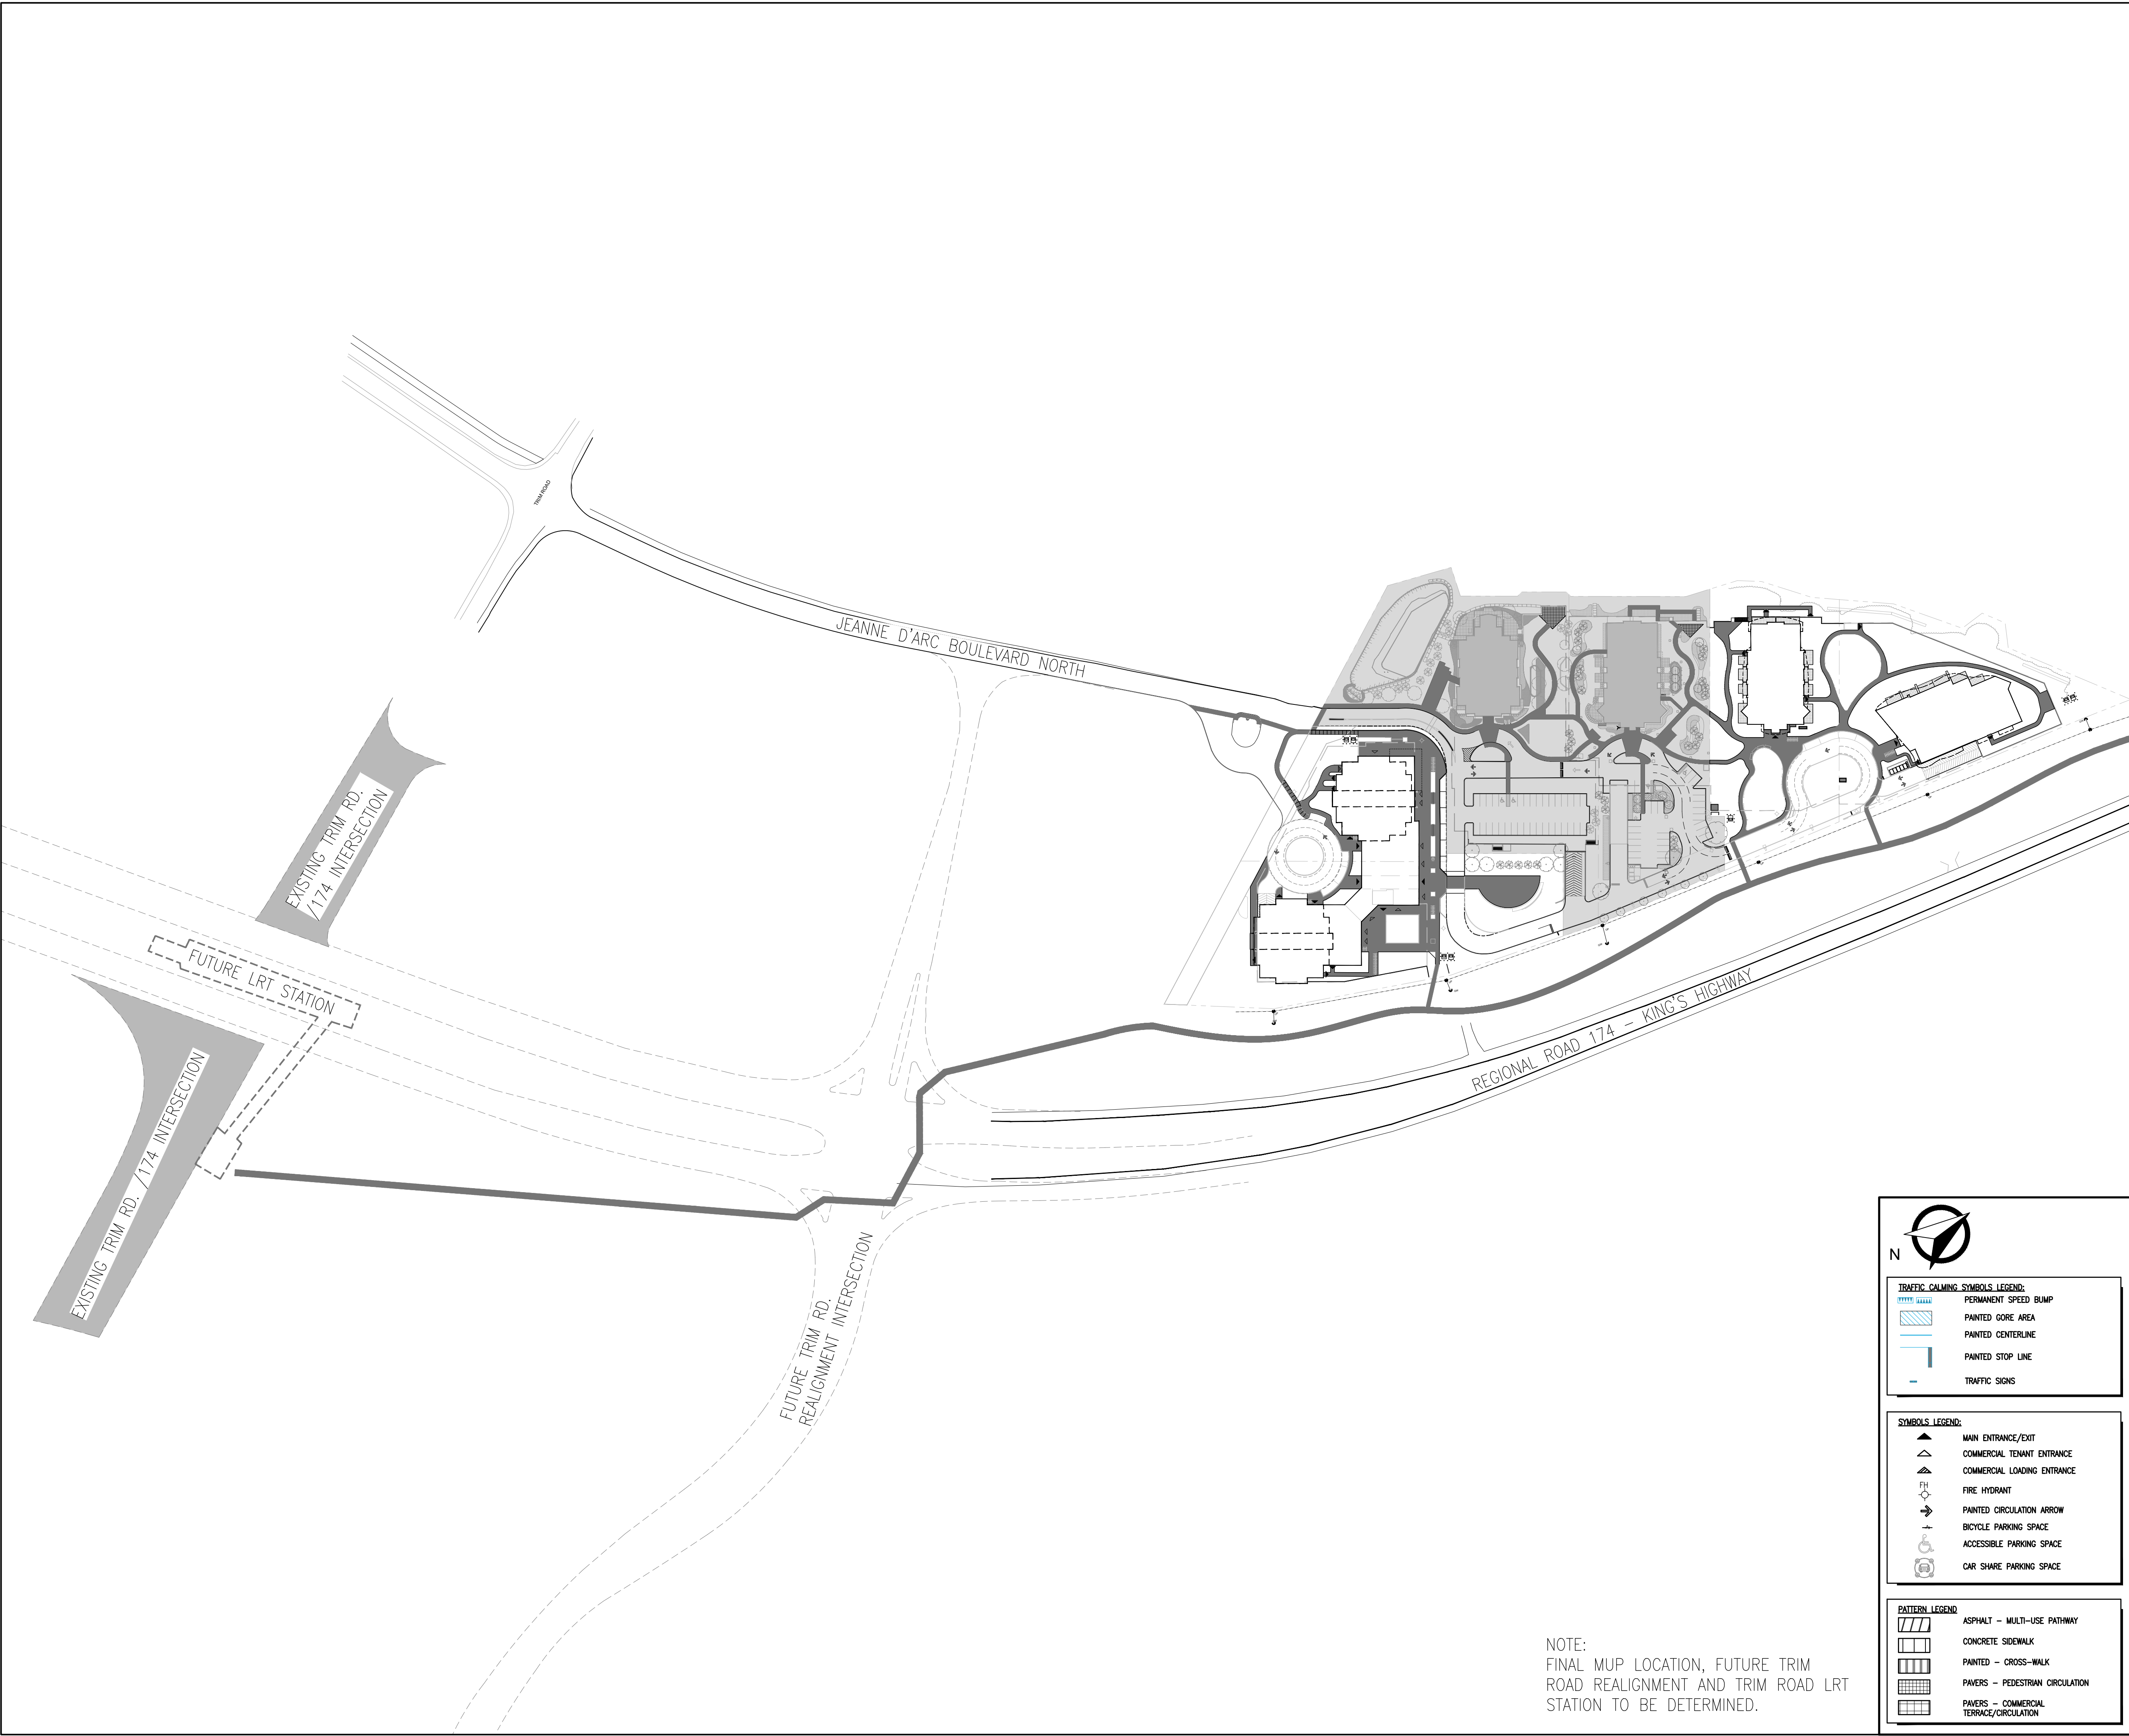 TRIM ROAD
JEANNE D'ARC BOULEVARD NORTH
EXISTING TRIM RD.
/174 INTERSECTION
FUTURE LRT STATION
EXISTING TRIM RD. /174 INTERSECTION
REGIONAL ROAD 174 - KING'S HIGHWAY
FUTURE TRIM RD.
REALIGNMENT INTERSECTION
NOTE:
FINAL MUP LOCATION, FUTURE TRIM
ROAD REALIGNMENT AND TRIM ROAD LRT
STATION TO BE DETERMINED.
N
TRAFFIC CALMING SYMBOLS LEGEND:
PERMANENT SPEED BUMP
PAINTED GORE AREA
PAINTED CENTERLINE
PAINTED STOP LINE
TRAFFIC SIGNS
SYMBOLS LEGEND:
MAIN ENTRANCE/EXIT
COMMERCIAL TENANT ENTRANCE
COMMERCIAL LOADING ENTRANCE
FH
FIRE HYDRANT
PAINTED CIRCULATION ARROW
BICYCLE PARKING SPACE
ACCESSIBLE PARKING SPACE
CAR SHARE PARKING SPACE
PATTERN LEGEND
ASPHALT - MULTI-USE PATHWAY
CONCRETE SIDEWALK
PAINTED - CROSS-WALK
PAVERS - PEDESTRIAN CIRCULATION
PAVERS - COMMERCIAL
TERRACE/CIRCULATION